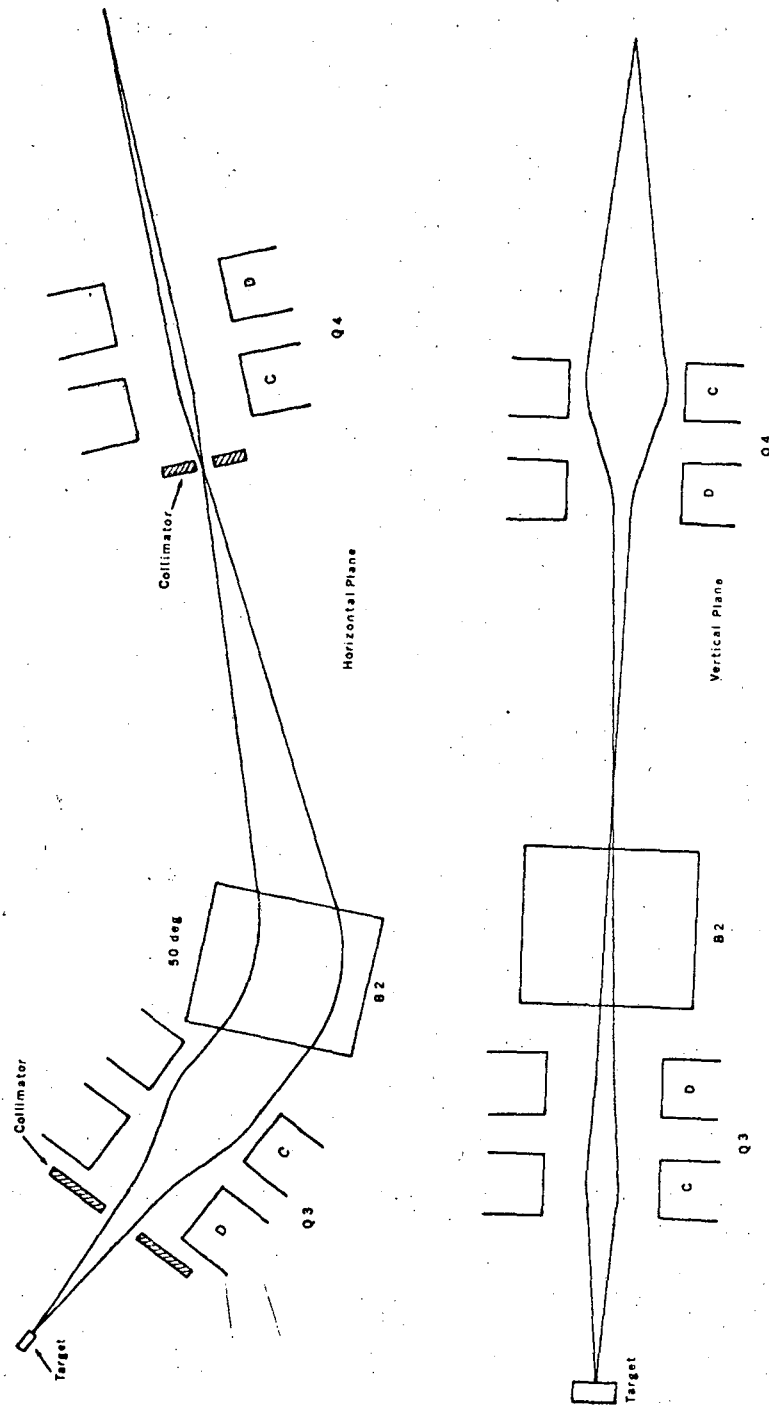 Target
Collimator
D
C
Q3
50 deg
B2
Collimator
Horizontal Plane
C
D
Q4
Target
C
D
Q3
B2
Vertical Plane
D
C
Q4